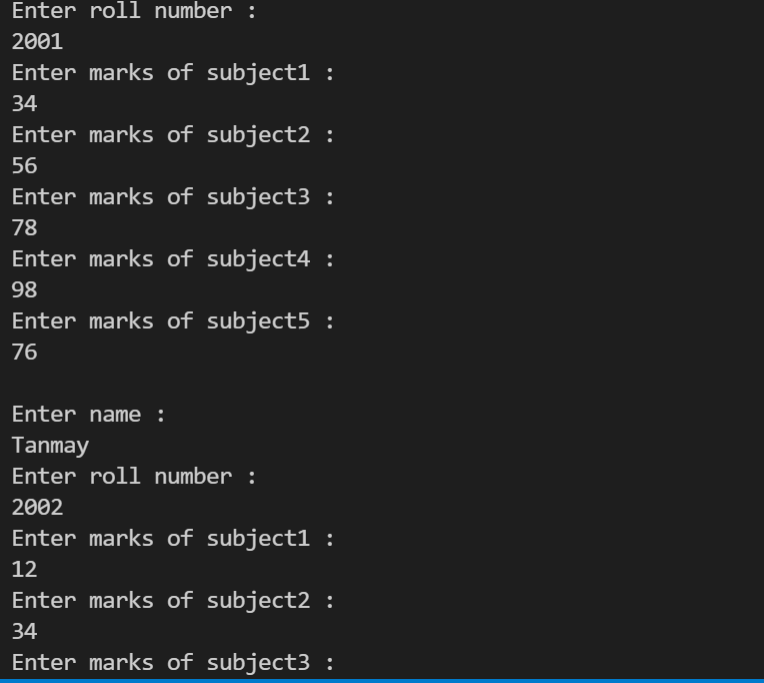 Enter roll number :
2001
Enter marks of subject1 :
34
Enter marks of subject2 :
56
Enter marks of subject3 :
78
Enter marks of subject4 :
98
Enter marks of subject5 :
76
Enter name :
Tanmay
Enter roll number :
2002
Enter marks of subject1 :
12
Enter marks of subject2 :
34
Enter marks of subject3 :